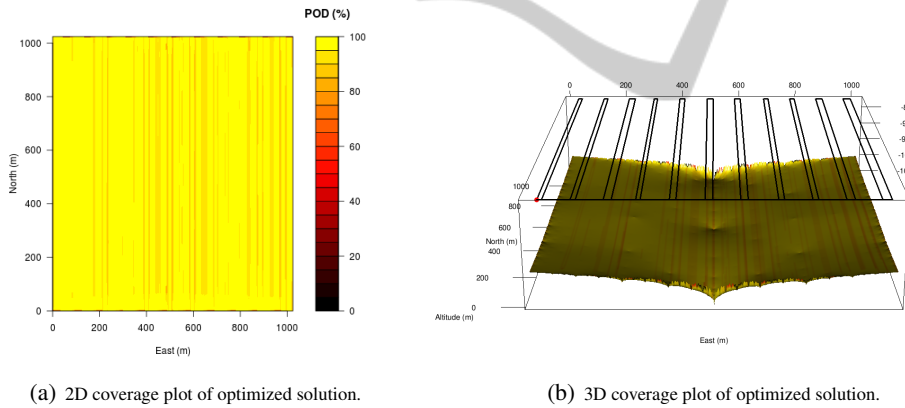 POD (%)
1000
800
600
400
200
0
North (m)
0 200 400 600 800 1000
East (m)
100
80
60
40
20
0
0 200 400 600 800 1000
1000
800
600
North (m)
400
200
0
Altitude (m)
East (m)
(a) 2D coverage plot of optimized solution.
(b) 3D coverage plot of optimized solution.